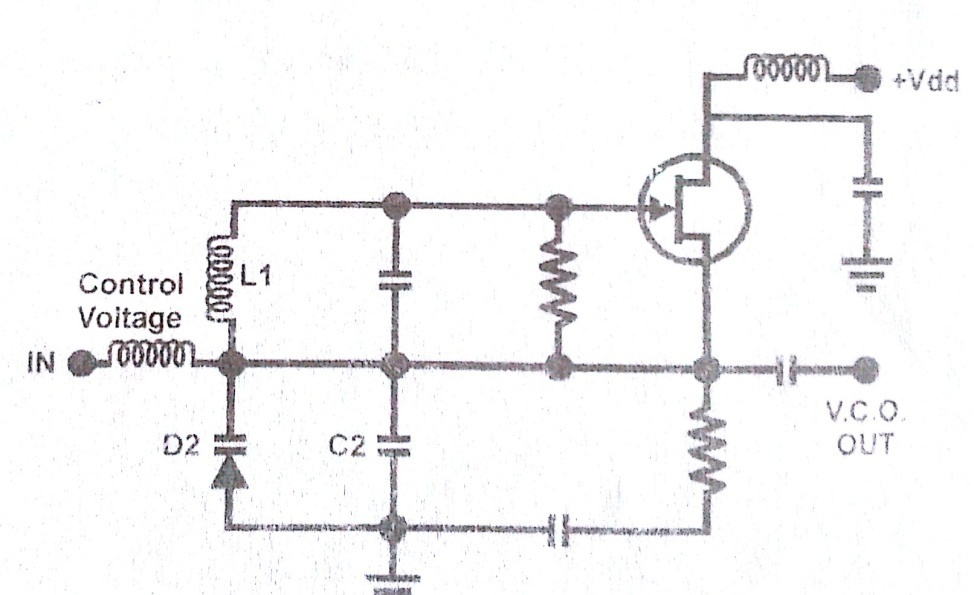 +Vdd
Control
Voltage
L1
IN
V.C.O.
OUT
D2
C2